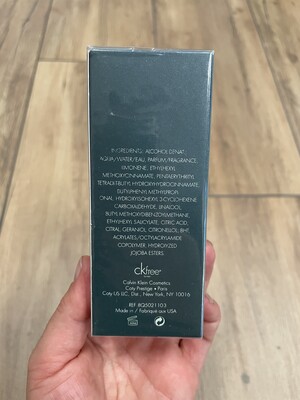 INGREDIENTS: ALCOHOL DENAT.,
AQUA/WATER/EAU, PARFUM/FRAGRANCE,
LIMONENE, ETHYLHEXYL
METHOXYCINNAMATE, PENTAERYTHRITYL
TETRA-DI-T-BUTYL HYDROXYHYDROCINNAMATE,
BUTYLPHENYL METHYLPROPI-
ONAL, HYDROXYISOHEXYL 3-CYCLOHEXENE
CARBOXALDEHYDE, LINALOOL,
BUTYL METHOXYDIBENZOYLMETHANE,
ETHYLHEXYL SALICYLATE, CITRIC ACID,
CITRAL, GERANIOL, CITRONELLOL, BHT,
ACRYLATES/OCTYLACRYLAMIDE
COPOLYMER, HYDROLYZED
JOJOBA ESTERS.
ckfree
Calvin Klein Cosmetics
Coty Prestige • Paris
Coty US LLC, Dist., New York, NY 10016
REF #Q5021103
Made in / Fabriqué aux USA